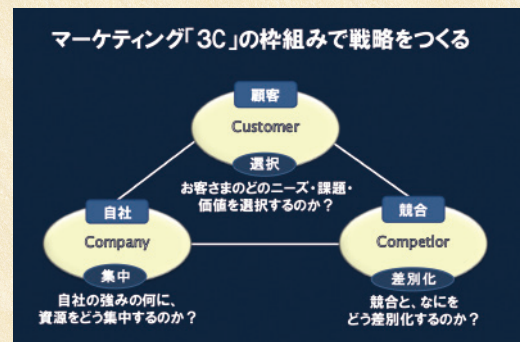 マーケティング「3C」の枠組みで戦略をつくる
顧客
Customer
選択
お客さまのどのニーズ・課題・
価値を選択するのか？
自社
Company
集中
自社の強みの何に、
資源をどう集中するのか？
競合
Competior
差別化
競合と、なにを
どう差別化するのか？